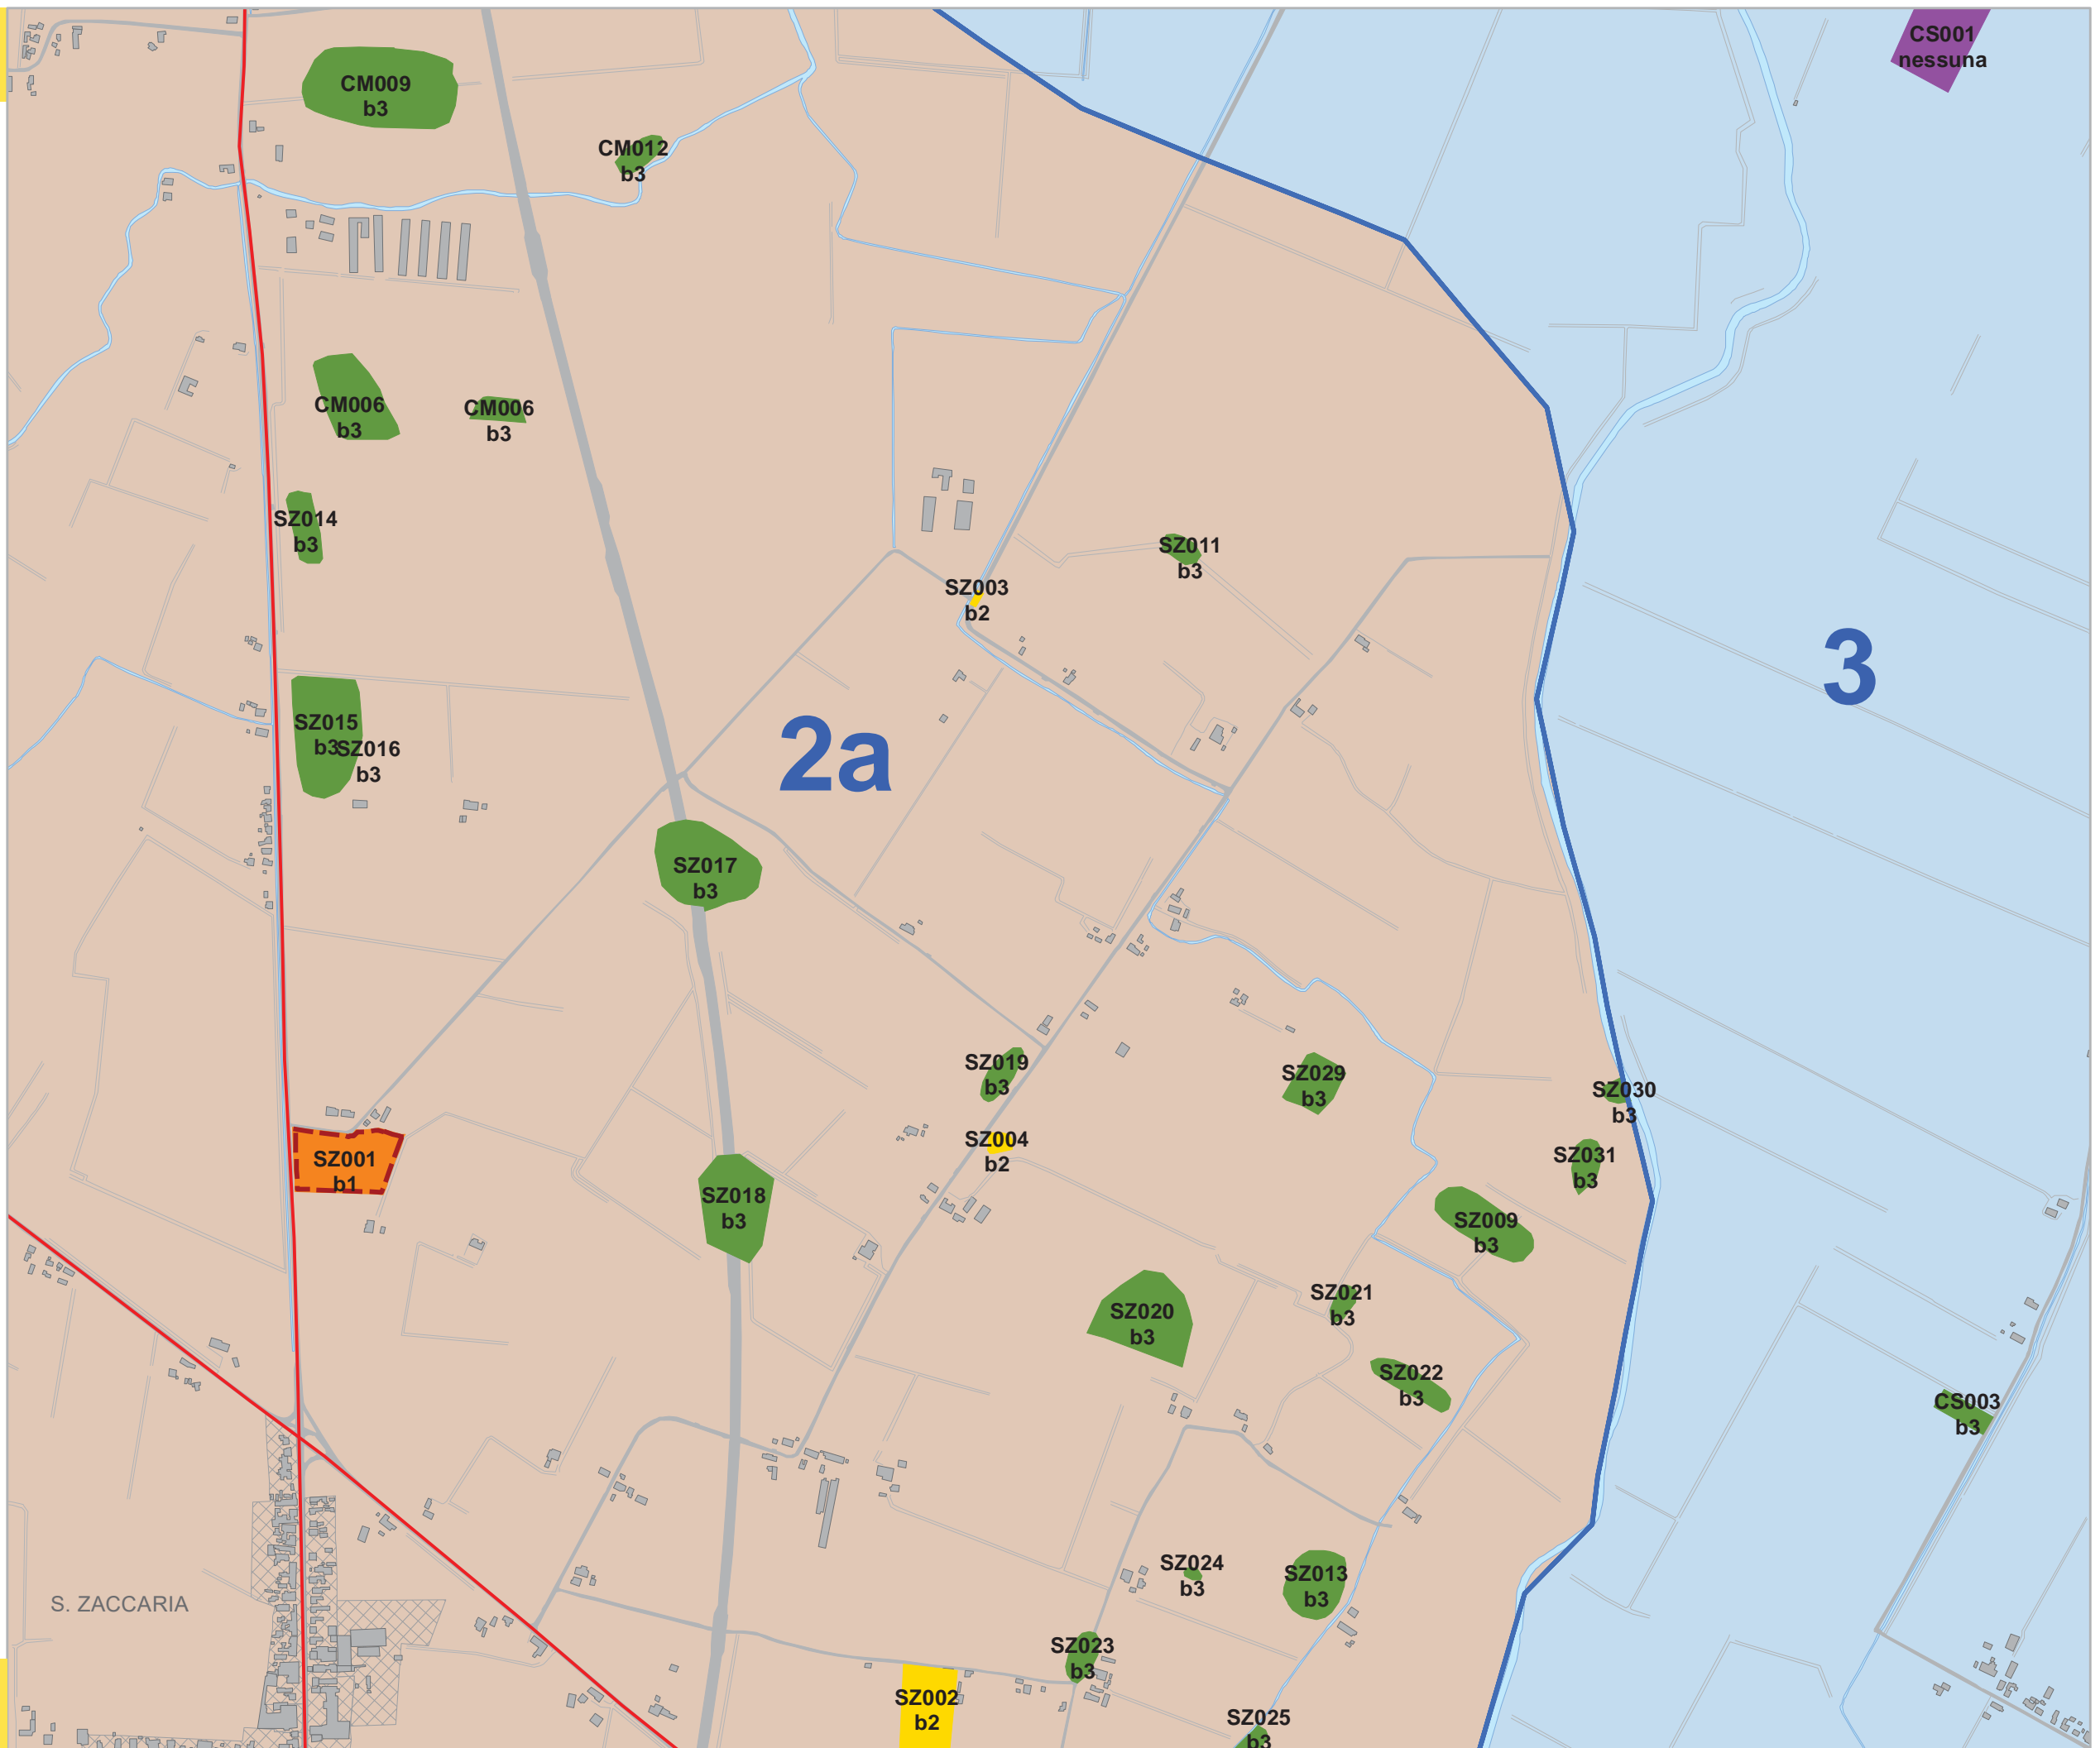 CS001
nessuna
CM009
b3
CM012
b3
CM006
b3
CM006
b3
SZ014
b3
SZ011
b3
SZ003
b2
3
SZ015
b3
SZ016
b3
2a
SZ017
b3
SZ019
b3
SZ029
b3
SZ030
b3
SZ004
b2
SZ031
b3
SZ001
b1
SZ018
b3
SZ009
b3
SZ021
b3
SZ020
b3
SZ022
b3
CS003
b3
SZ024
b3
SZ013
b3
S. ZACCARIA
SZ023
b3
SZ002
b2
SZ025
b3